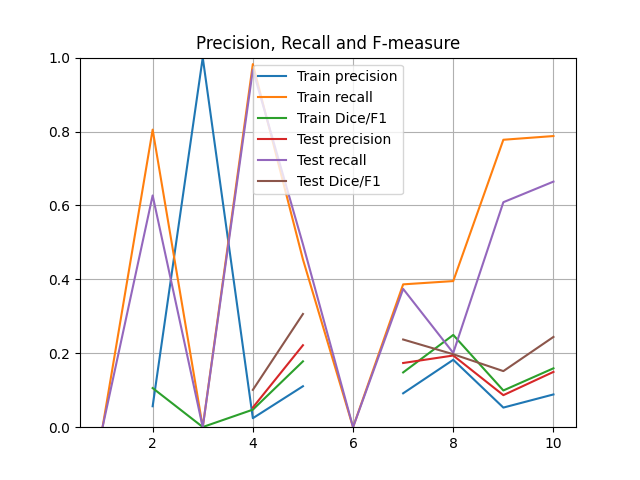 Precision, Recall and F-measure
1.0
0.8
0.6
0.4
0.2
0.0
2
4
6
8
10
Train precision
Train recall
Train Dice/F1
Test precision
Test recall
Test Dice/F1